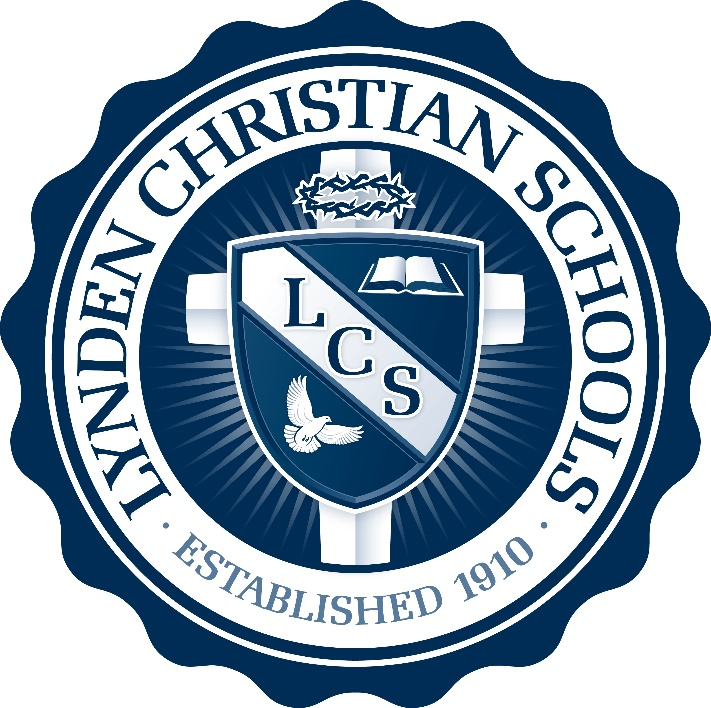 LYNDEN CHRISTIAN SCHOOLS
LCS
· ESTABLISHED 1910 ·